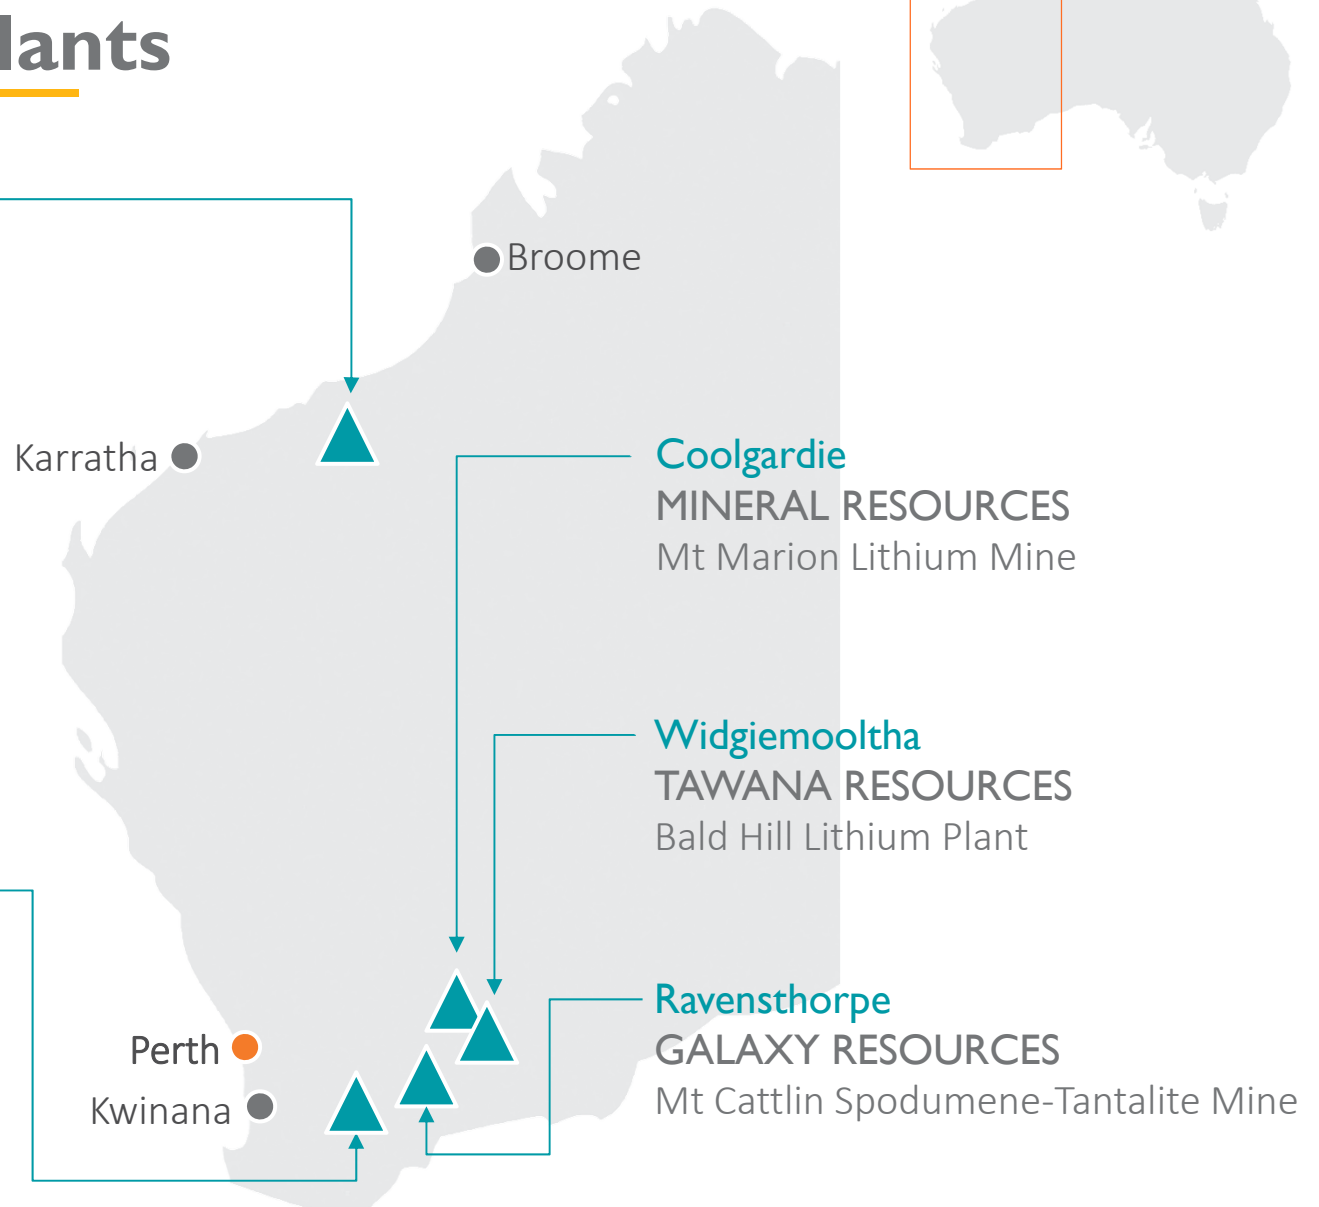 lants
Broome
Karratha
Coolgardie
MINERAL RESOURCES
Mt Marion Lithium Mine
Widgiemooltha
TAWANA RESOURCES
Bald Hill Lithium Plant
Ravensthorpe
GALAXY RESOURCES
Mt Cattlin Spodumene-Tantalite Mine
Perth
Kwinana